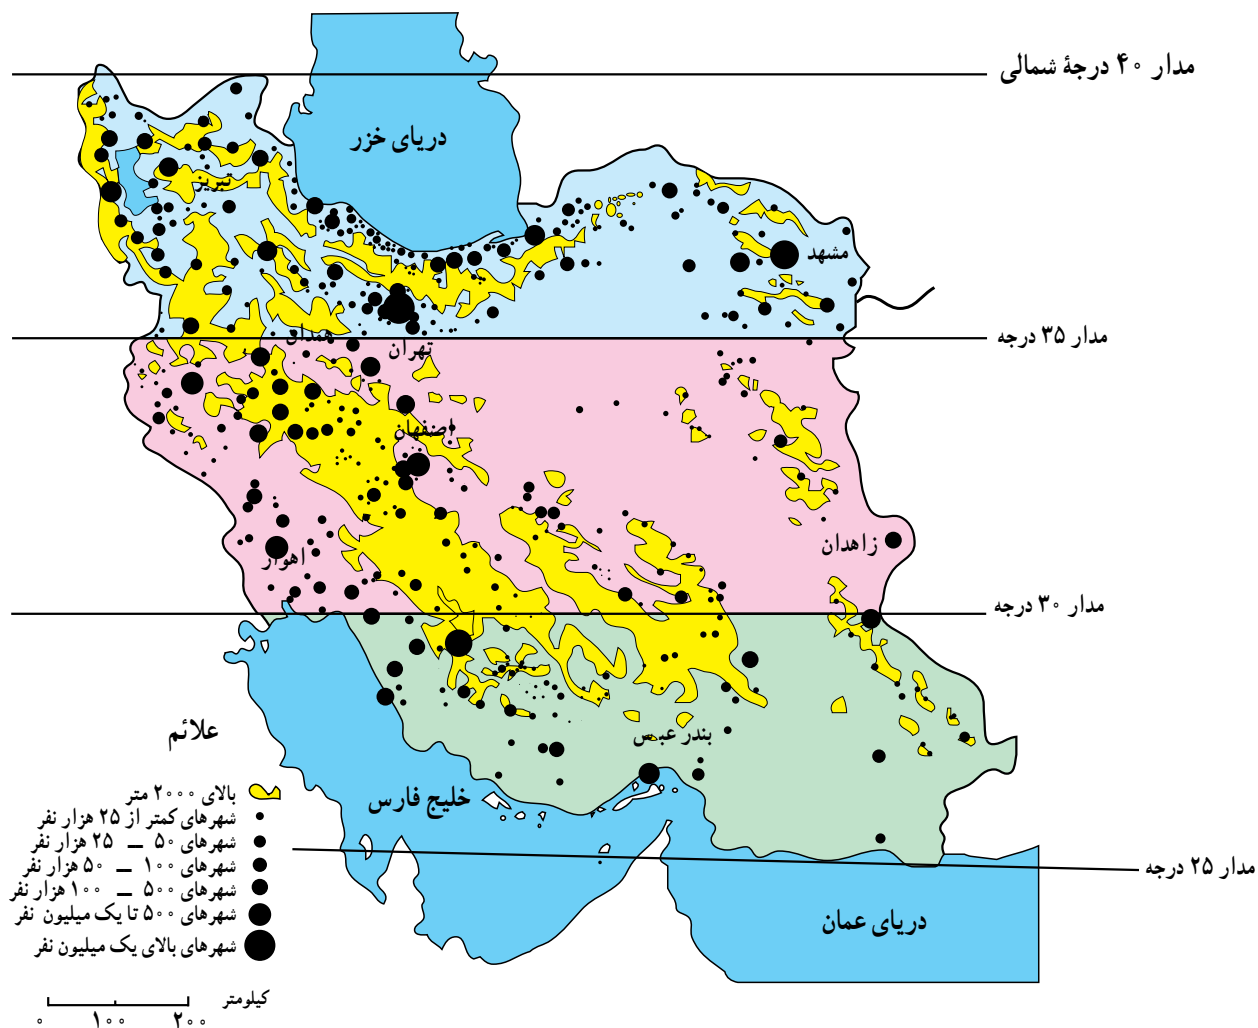 مدار ۴۰ درجهٔ شمالی
دریای خزر
تبریز
مشهد
همدان
تهران
مدار ۳۵ درجه
اصفهان
زاهدان
اهواز
مدار ۳۰ درجه
بندر عباس
خلیج فارس
مدار ۲۵ درجه
دریای عمان
علائم
بالای ۲۰۰۰ متر
شهرهای کمتر از ۲۵ هزار نفر
شهرهای ۵۰ – ۲۵ هزار نفر
شهرهای ۱۰۰ – ۵۰ هزار نفر
شهرهای ۵۰۰ – ۱۰۰ هزار نفر
شهرهای ۵۰۰ تا یک میلیون نفر
شهرهای بالای یک میلیون نفر
کیلومتر
۰ ۱۰۰ ۲۰۰